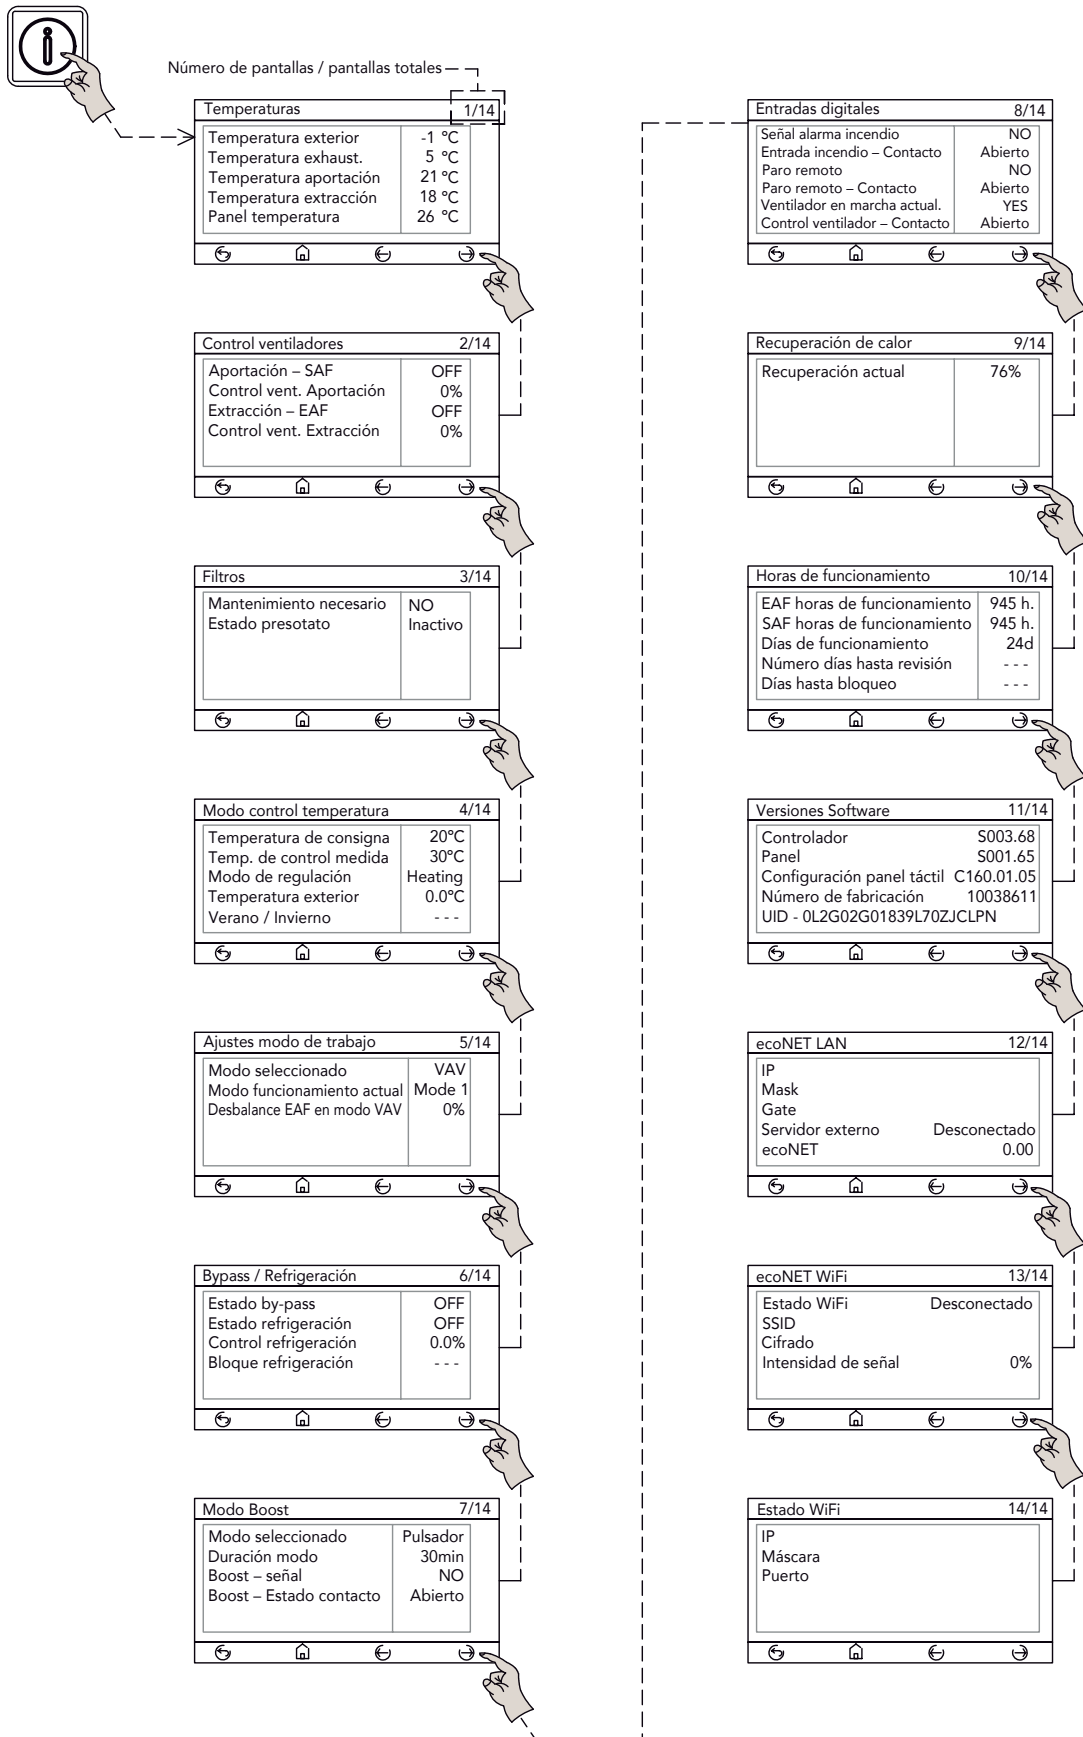 Número de pantallas / pantallas totales
Temperaturas 1/14
Temperatura exterior -1 °C
Temperatura exhaust. 5 °C
Temperatura aportación 21 °C
Temperatura extracción 18 °C
Panel temperatura 26 °C
Control ventiladores 2/14
Aportación – SAF OFF
Control vent. Aportación 0%
Extracción – EAF OFF
Control vent. Extracción 0%
Filtros 3/14
Mantenimiento necesario NO
Estado presotato Inactivo
Modo control temperatura 4/14
Temperatura de consigna 20°C
Temp. de control medida 30°C
Modo de regulación Heating
Temperatura exterior 0.0°C
Verano / Invierno - - -
Ajustes modo de trabajo 5/14
Modo seleccionado VAV
Modo funcionamiento actual Mode 1
Desbalance EAF en modo VAV 0%
Bypass / Refrigeración 6/14
Estado by-pass OFF
Estado refrigeración OFF
Control refrigeración 0.0%
Bloque refrigeración - - -
Modo Boost 7/14
Modo seleccionado Pulsador
Duración modo 30min
Boost – señal NO
Boost – Estado contacto Abierto
Entradas digitales 8/14
Señal alarma incendio NO
Entrada incendio – Contacto Abierto
Paro remoto NO
Paro remoto – Contacto Abierto
Ventilador en marcha actual. YES
Control ventilador – Contacto Abierto
Recuperación de calor 9/14
Recuperación actual 76%
Horas de funcionamiento 10/14
EAF horas de funcionamiento 945 h.
SAF horas de funcionamiento 945 h.
Días de funcionamiento 24d
Número días hasta revisión - - -
Días hasta bloqueo - - -
Versiones Software 11/14
Controlador S003.68
Panel S001.65
Configuración panel táctil C160.01.05
Número de fabricación 10038611
UID - 0L2G02G01839L70ZJCLPN
ecoNET LAN 12/14
IP
Mask
Gate
Servidor externo Desconectado
ecoNET 0.00
ecoNET WiFi 13/14
Estado WiFi Desconectado
SSID
Cifrado
Intensidad de señal 0%
Estado WiFi 14/14
IP
Máscara
Puerto